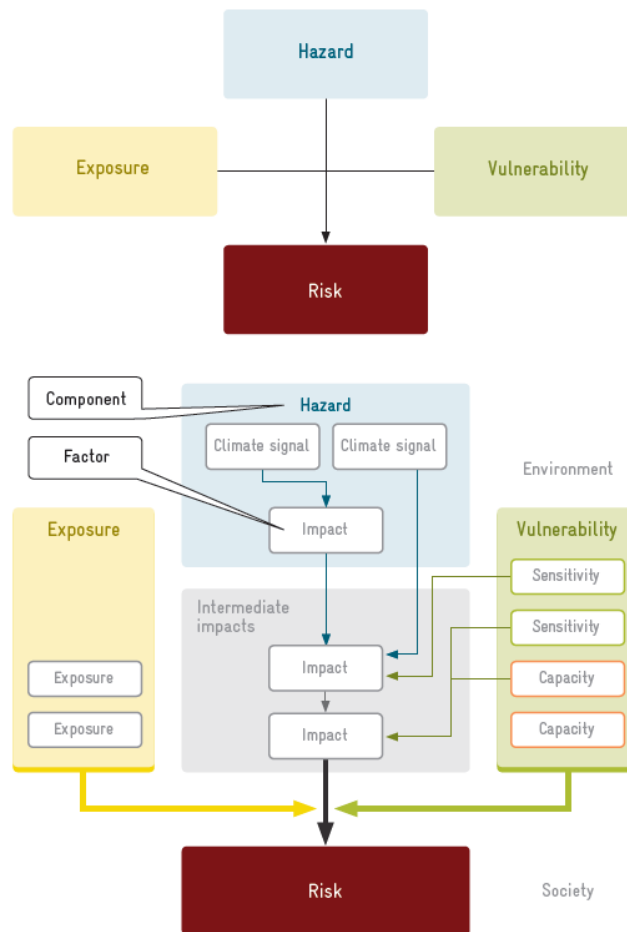 Hazard
Exposure
Vulnerability
Risk
Component
Hazard
Climate signal
Climate signal
Factor
Environment
Impact
Exposure
Vulnerability
Sensitivity
Intermediate
impacts
Sensitivity
Impact
Exposure
Capacity
Exposure
Impact
Capacity
Risk
Society